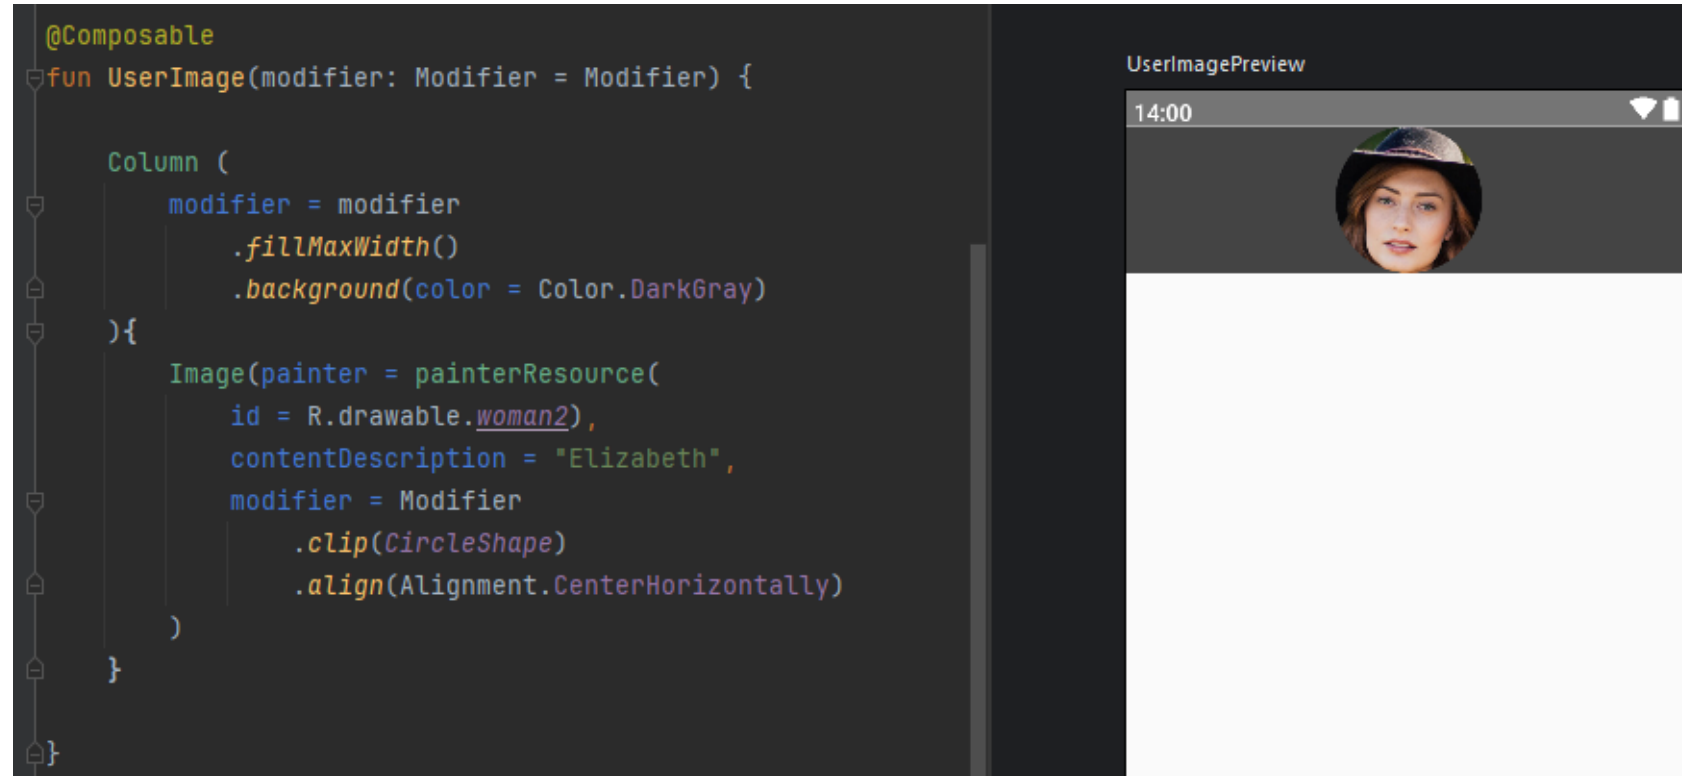 @Composable
fun UserImage(modifier: Modifier = Modifier) {
Column (
modifier = modifier
.fillMaxWidth()
.background(color = Color.DarkGray)
){
Image(painter = painterResource(
id = R.drawable.woman2),
contentDescription = "Elizabeth",
modifier = Modifier
.clip(CircleShape)
.align(Alignment.CenterHorizontally)
)
}
}
UserImagePreview
14:00